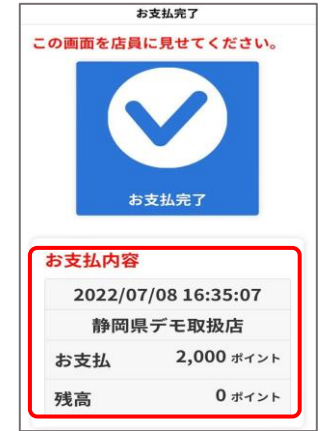 お支払完了
この画面を店員に見せてください。
お支払完了
お支払内容
2022/07/08 16:35:07
静岡県デモ取扱店
お支払 2,000 ポイント
残高 0 ポイント